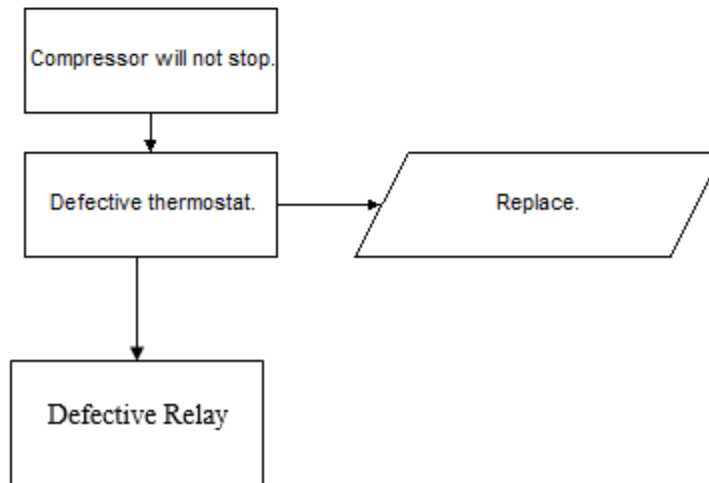 Compressor will not stop.
Defective thermostat.
Replace.
Defective Relay